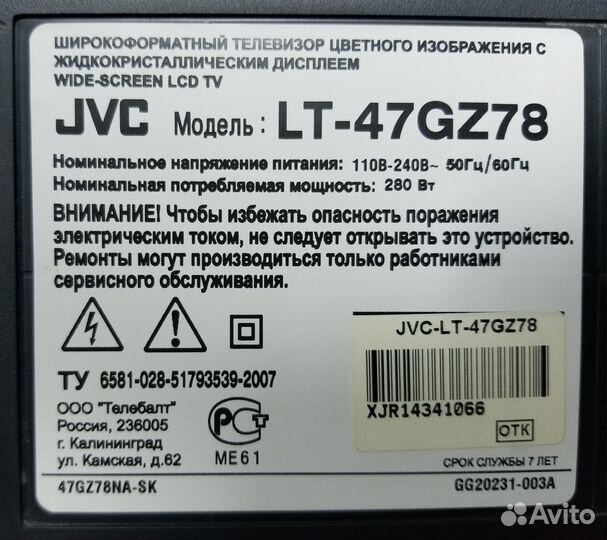 ШИРОКОФОРМАТНЫЙ ТЕЛЕВИЗОР ЦВЕТНОГО ИЗОБРАЖЕНИЯ С
ЖИДКОКРИСТАЛЛИЧЕСКИМ ДИСПЛЕЕМ
WIDE-SCREEN LCD TV
JVC Модель: LT-47GZ78
Номинальное напряжение питания: 110В-240В~ 50Гц/60Гц
Номинальная потребляемая мощность: 280 Вт
ВНИМАНИЕ! Чтобы избежать опасность поражения
электрическим током, не следует открывать это устройство.
Ремонты могут производиться только работниками
сервисного обслуживания.
JVC-LT-47GZ78
XJR14341066
ОТК
ТУ 6581-028-51793539-2007
ООО "Телебалт"
Россия, 236005
г. Калининград
ул. Камская, д.62
РСТ
МЕ61
СРОК СЛУЖБЫ 7 ЛЕТ
47GZ78NA-SK
GG20231-003A
Avito